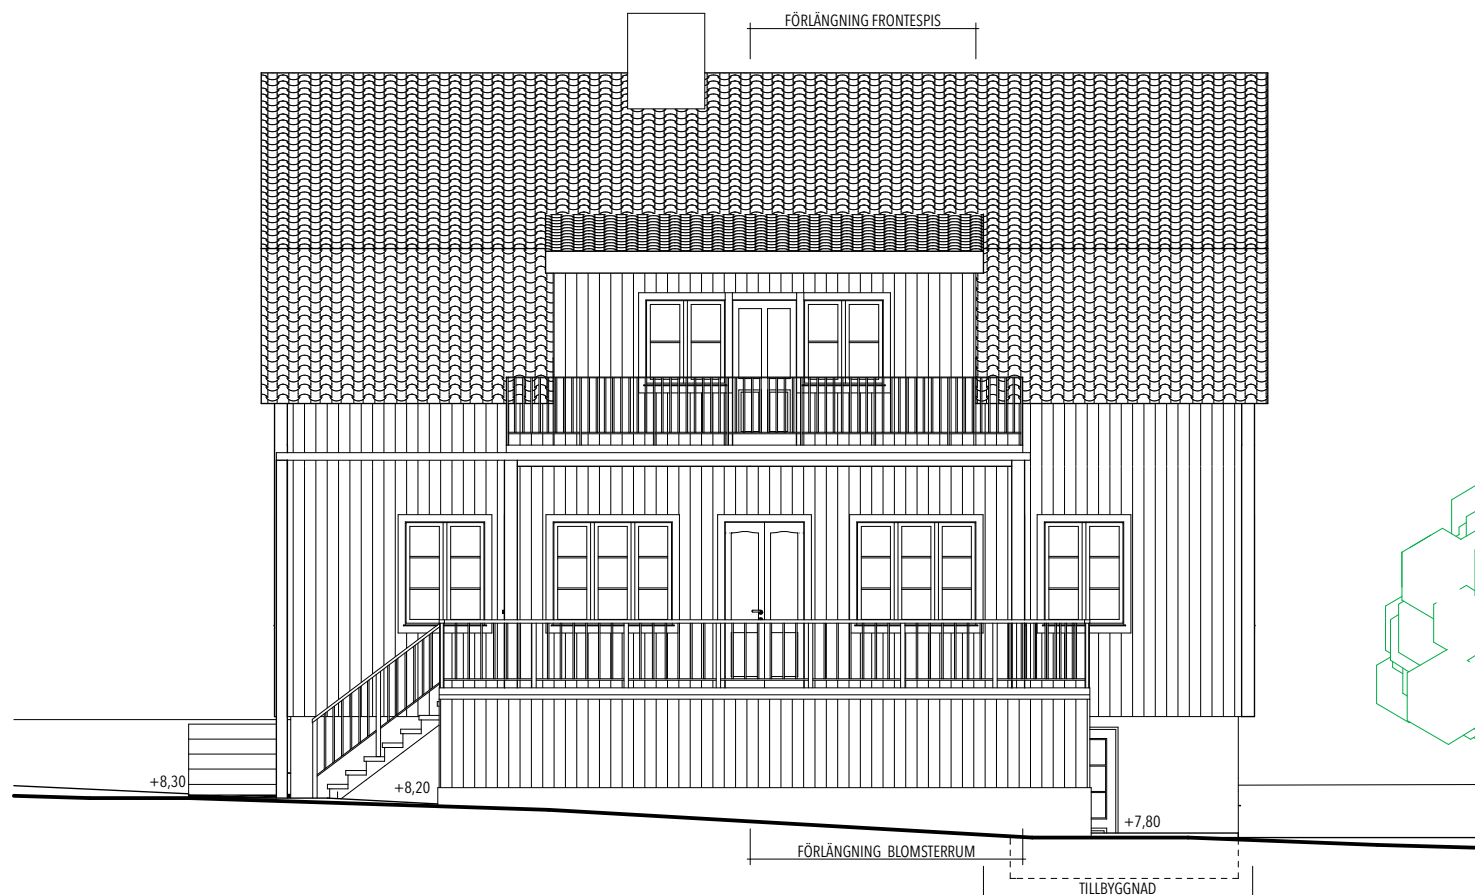 FÖRLÄNGNING FRONTESPIS
+8,30
+8,20
+7,80
FÖRLÄNGNING BLOMSTERRUM
TILLBYGGNAD